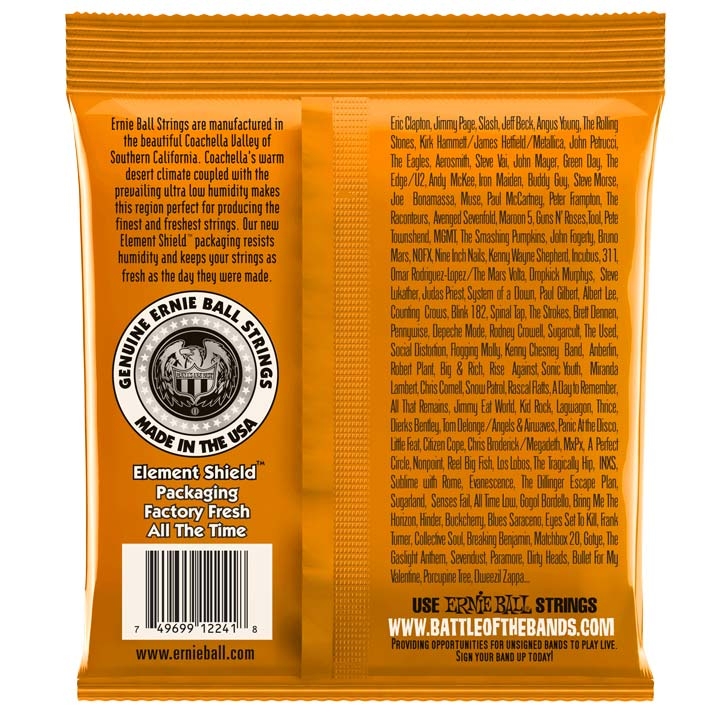 Ernie Ball Strings are manufactured in
the beautiful Coachella Valley of
Southern California. Coachella's warm
desert climate coupled with the
prevailing ultra low humidity makes
this region perfect for producing the
finest and freshest strings. Our new
Element Shield™ packaging resists
humidity and keeps your strings as
fresh as the day they were made.
GENUINE ERNIE BALL STRINGS
MADE IN THE USA
Element Shield™
Packaging
Factory Fresh
All The Time
7 49699 12241 8
www.ernieball.com
Eric Clapton, Jimmy Page, Slash, Jeff Beck, Angus Young, The Rolling
Stones, Kirk Hammett/James Hetfield/Metallica, John Petrucci,
The Eagles, Aerosmith, Steve Vai, John Mayer, Green Day, The
Edge/U2, Andy McKee, Iron Maiden, Buddy Guy, Steve Morse,
Joe Bonamassa, Muse, Paul McCartney, Peter Frampton, The
Raconteurs, Avenged Sevenfold, Maroon 5, Guns N' Roses,Tool, Pete
Townshend, MGMT, The Smashing Pumpkins, John Fogerty, Bruno
Mars, NOFX, Nine Inch Nails, Kenny Wayne Shepherd, Incubus, 311,
Omar Rodriguez-Lopez/The Mars Volta, Dropkick Murphys, Steve
Lukather, Judas Priest, System of a Down, Paul Gilbert, Albert Lee,
Counting Crows, Blink 182, Spinal Tap, The Strokes, Brett Dennen,
Pennywise, Depeche Mode, Rodney Crowell, Sugarcult, The Used,
Social Distortion, Flogging Molly, Kenny Chesney Band, Anberlin,
Robert Plant, Big & Rich, Rise Against, Sonic Youth, Miranda
Lambert, Chris Cornell, Snow Patrol, Rascal Flatts, A Day to Remember,
All That Remains, Jimmy Eat World, Kid Rock, Lagwagon, Thrice,
Dierks Bentley, Tom Delonge/Angels & Airwaves, Panic At the Disco,
Little Feat, Citizen Cope, Chris Broderick/Megadeth, MxPx, A Perfect
Circle, Nonpoint, Reel Big Fish, Los Lobos, The Tragically Hip, INXS,
Sublime with Rome, Evanescence, The Dillinger Escape Plan,
Sugarland, Senses Fail, All Time Low, Gogol Bordello, Bring Me The
Horizon, Hinder, Buckcherry, Blues Saraceno, Eyes Set To Kill, Frank
Turner, Collective Soul, Breaking Benjamin, Matchbox 20, Gotye, The
Gaslight Anthem, Sevendust, Paramore, Dirty Heads, Bullet For My
Valentine, Porcupine Tree, Dweezil Zappa...
USE ERNIE BALL STRINGS
WWW.BATTLEOFTHEBANDS.COM
PROVIDING OPPORTUNITIES FOR UNSIGNED BANDS TO PLAY LIVE.
SIGN YOUR BAND UP TODAY!